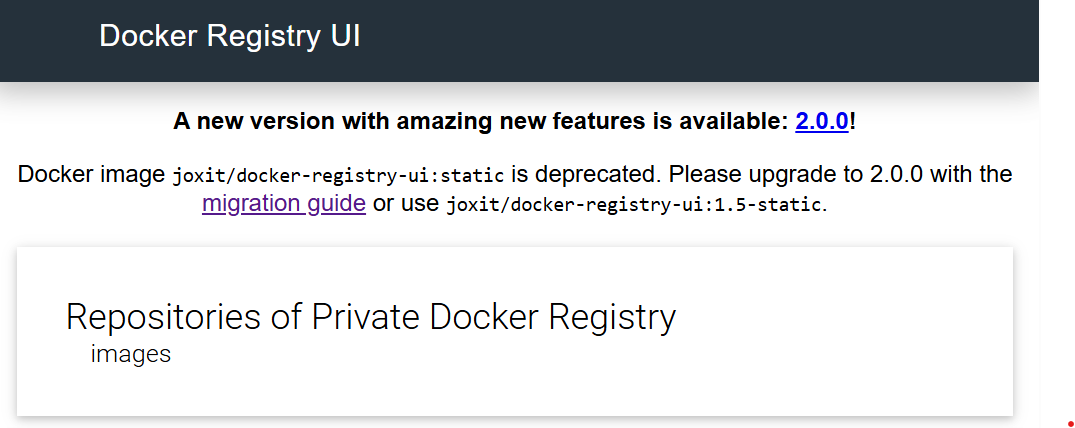 Docker Registry UI
A new version with amazing new features is available: 2.0.0!
Docker image joxit/docker-registry-ui:static is deprecated. Please upgrade to 2.0.0 with the
migration guide or use joxit/docker-registry-ui:1.5-static.
Repositories of Private Docker Registry
images